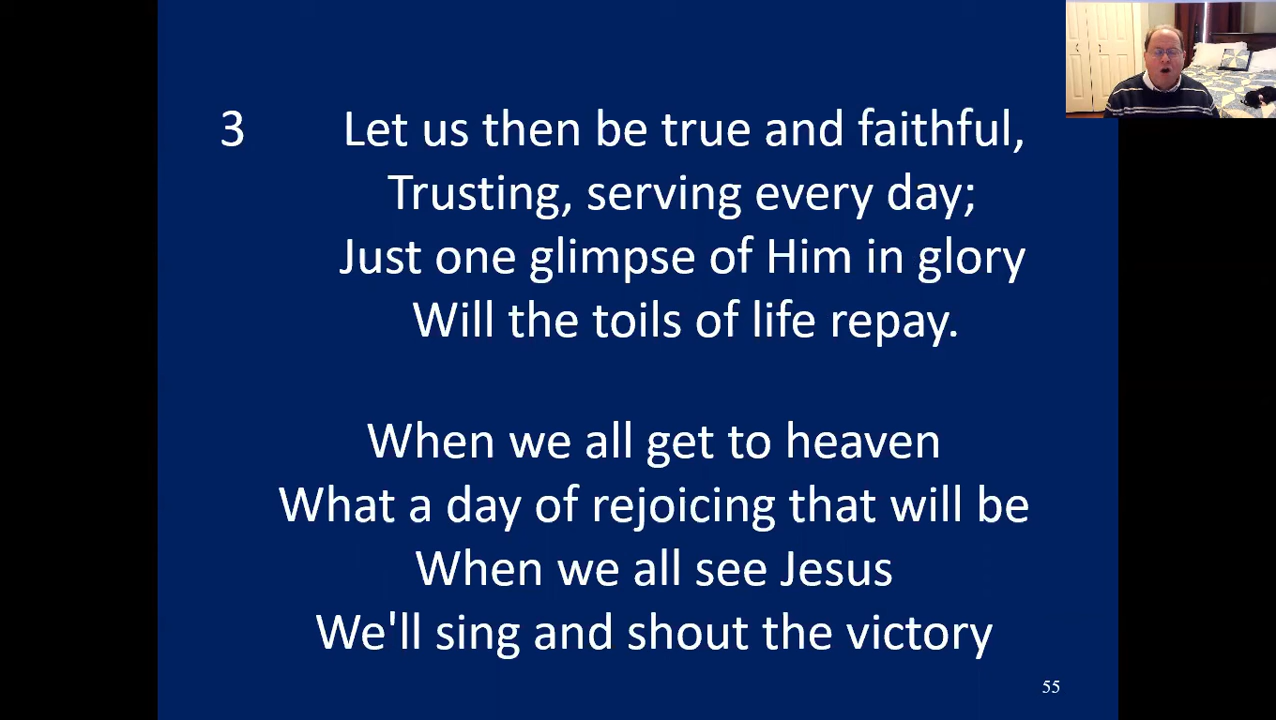 3 Let us then be true and faithful,
Trusting, serving every day;
Just one glimpse of Him in glory
Will the toils of life repay.
When we all get to heaven
What a day of rejoicing that will be
When we all see Jesus
We'll sing and shout the victory
55